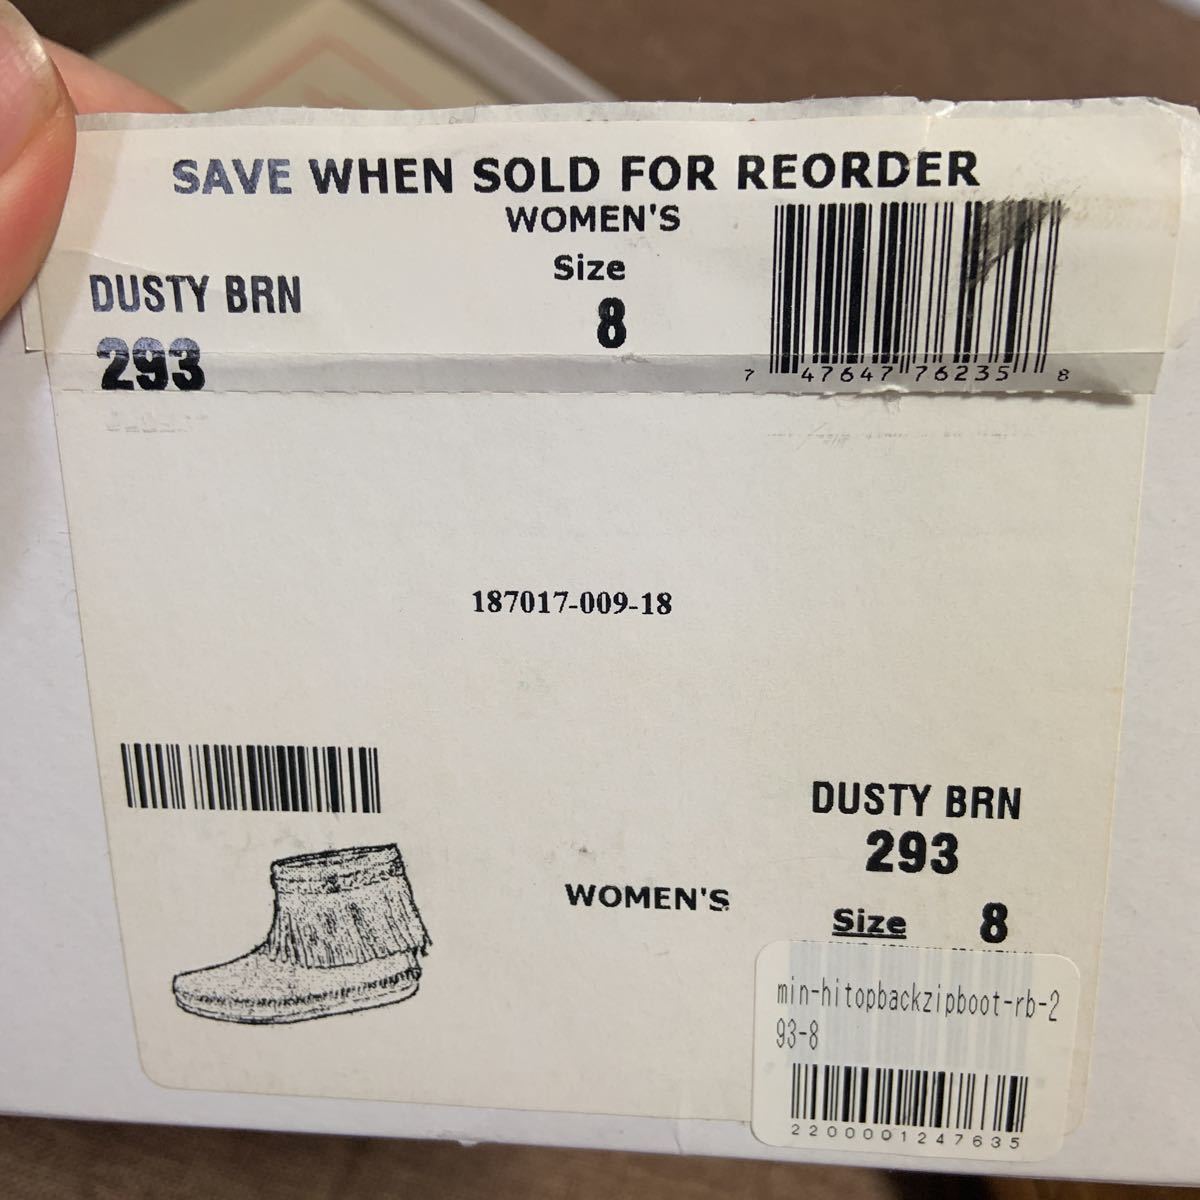 SAVE WHEN SOLD FOR REORDER
WOMEN'S
Size
8
DUSTY BRN
293
7 47647 76235 8
187017-009-18
DUSTY BRN
293
WOMEN'S
Size 8
min-hitopbackzipboot-rb-2
93-8
2200001247635